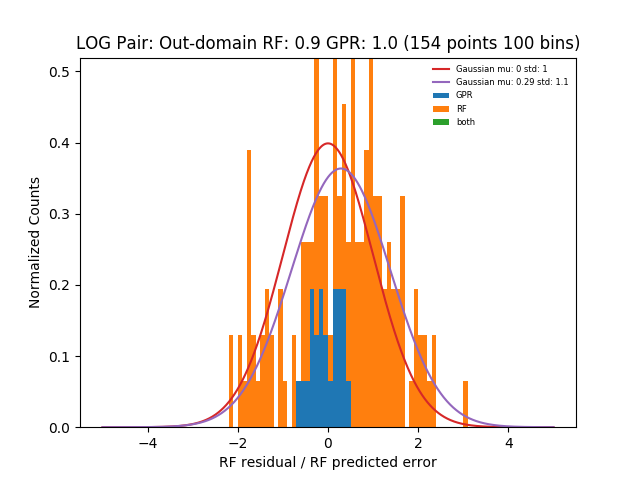 LOG Pair: Out-domain RF: 0.9 GPR: 1.0 (154 points 100 bins)
Gaussian mu: 0 std: 1
Gaussian mu: 0.29 std: 1.1
GPR
RF
both
Normalized Counts
0.5
0.4
0.3
0.2
0.1
0.0
−4
−2
0
2
4
RF residual / RF predicted error